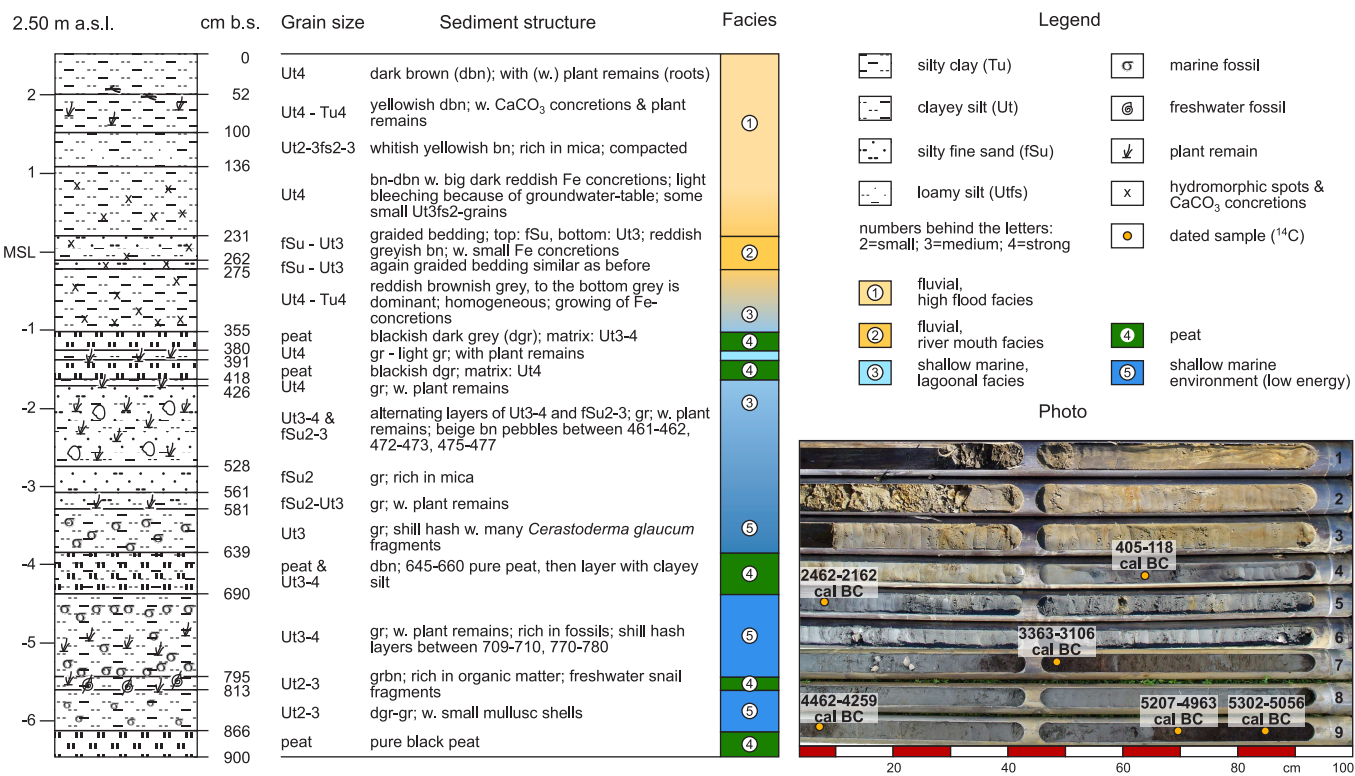 2.50 m a.s.l.
cm b.s.
Grain size
Sediment structure
Facies
0
Ut4
dark brown (dbn); with (w.) plant remains (roots)
2
52
Ut4 - Tu4
yellowish dbn; w. CaCO3 concretions & plant
remains
100
1
Ut2-3fs2-3
whitish yellowish bn; rich in mica; compacted
136
1
Ut4
bn-dbn w. big dark reddish Fe concretions; light
bleaching because of groundwater-table; some
small Ut3fs2-grains
231
fSu - Ut3
graided bedding; top: fSu, bottom: Ut3; reddish
greyish bn; w. small Fe concretions
2
MSL
262
fSu - Ut3
again graided bedding similar as before
275
Ut4 - Tu4
reddish brownish grey, to the bottom grey is
dominant; homogeneous; growing of Fe-
concretions
3
-1
355
peat
blackish dark grey (dgr); matrix: Ut3-4
4
380
Ut4
gr - light gr; with plant remains
391
peat
blackish dgr; matrix: Ut4
4
418
Ut4
gr; w. plant remains
426
3
-2
Ut3-4 &
fSu2-3
alternating layers of Ut3-4 and fSu2-3; gr; w. plant
remains; beige bn pebbles between 461-462,
472-473, 475-477
528
fSu2
gr; rich in mica
-3
561
fSu2-Ut3
gr; w. plant remains
581
Ut3
gr; shill hash w. many Cerastoderma glaucum
fragments
5
639
-4
peat &
Ut3-4
dbn; 645-660 pure peat, then layer with clayey
silt
4
690
-5
Ut3-4
gr; w. plant remains; rich in fossils; shill hash
layers between 709-710, 770-780
5
795
Ut2-3
grbn; rich in organic matter; freshwater snail
fragments
4
813
Ut2-3
dgr-gr; w. small mullusc shells
5
-6
866
peat
pure black peat
4
900
Legend
silty clay (Tu)
clayey silt (Ut)
silty fine sand (fSu)
loamy silt (Utfs)
numbers behind the letters:
2=small; 3=medium; 4=strong
marine fossil
freshwater fossil
plant remain
x
hydromorphic spots &
CaCO3 concretions
dated sample (14C)
1
fluvial,
high flood facies
2
fluvial,
river mouth facies
3
shallow marine,
lagoonal facies
4
peat
5
shallow marine
environment (low energy)
Photo
1
2
3
405-118
cal BC
4
2462-2162
cal BC
5
6
3363-3106
cal BC
7
8
4462-4259
cal BC
5207-4963
cal BC
5302-5056
cal BC
9
20
40
60
80
cm
100